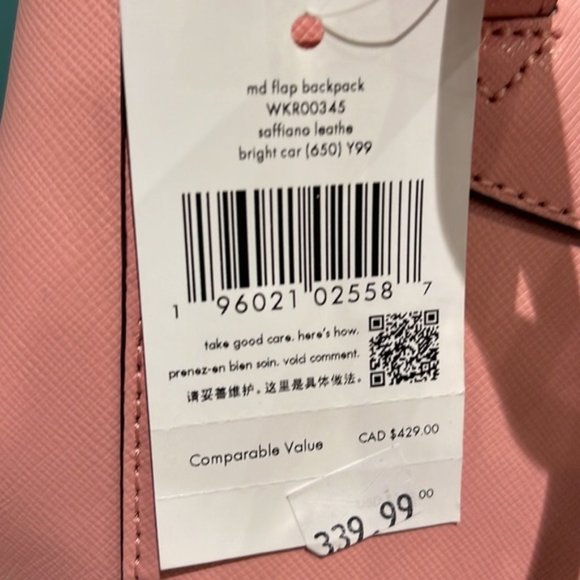 md flap backpack
WKR00345
saffiano leathe
bright car (650) Y99
1 96021 02558 7
take good care. here's how.
prenez-en bien soin. voici comment.
请妥善维护。这里是具体做法。
Comparable Value CAD $429.00
339.99 00